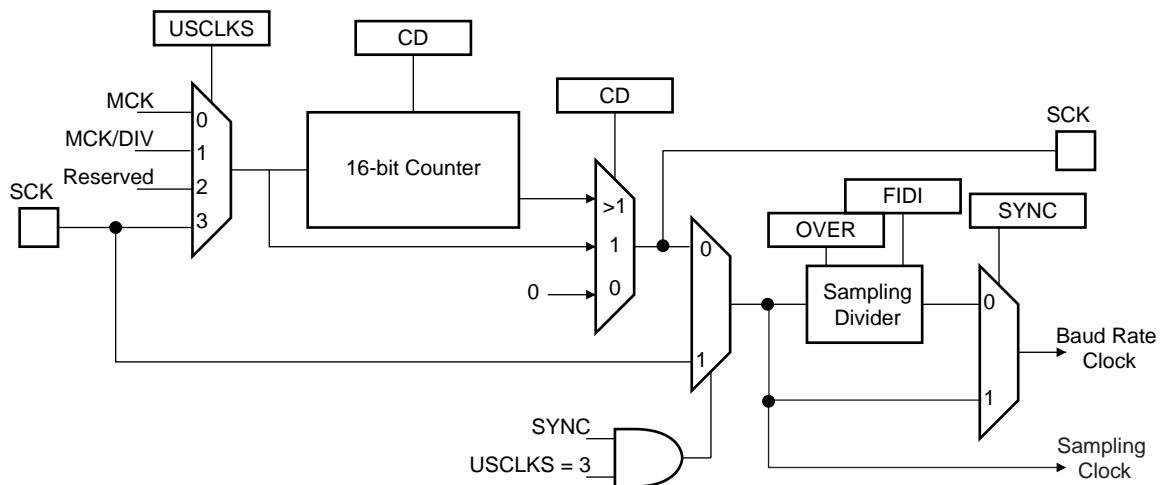 USCLKS
CD
CD
SCK
MCK
0
MCK/DIV
1
16-bit Counter
Reserved
2
SCK
3
>1
FIDI
SYNC
OVER
1
0
0
0
Sampling
Divider
0
1
Baud Rate
Clock
1
SYNC
USCLKS = 3
Sampling
Clock